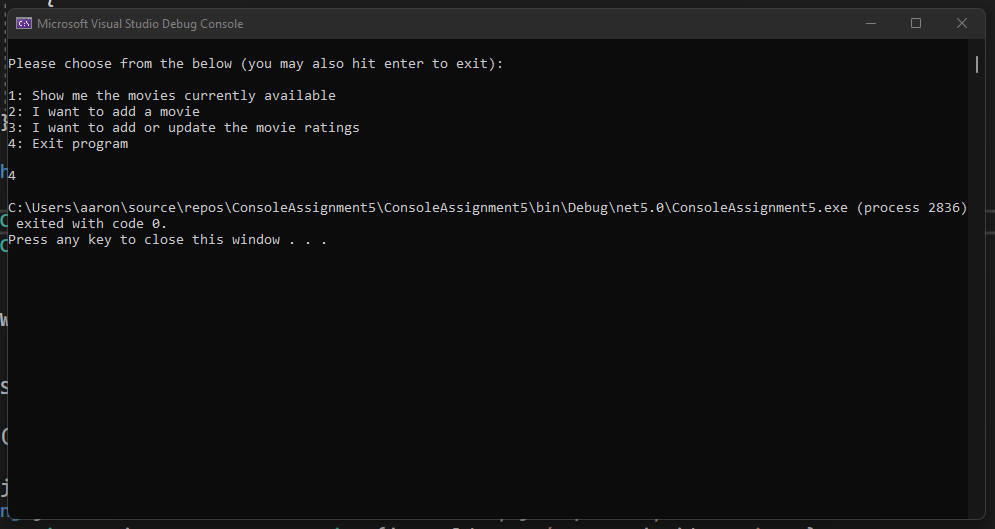 Microsoft Visual Studio Debug Console
Please choose from the below (you may also hit enter to exit):
1: Show me the movies currently available
2: I want to add a movie
3: I want to add or update the movie ratings
4: Exit program
4
C:\Users\aaron\source\repos\ConsoleAssignment5\ConsoleAssignment5\bin\Debug\net5.0\ConsoleAssignment5.exe (process 2836)
exited with code 0.
Press any key to close this window . . .